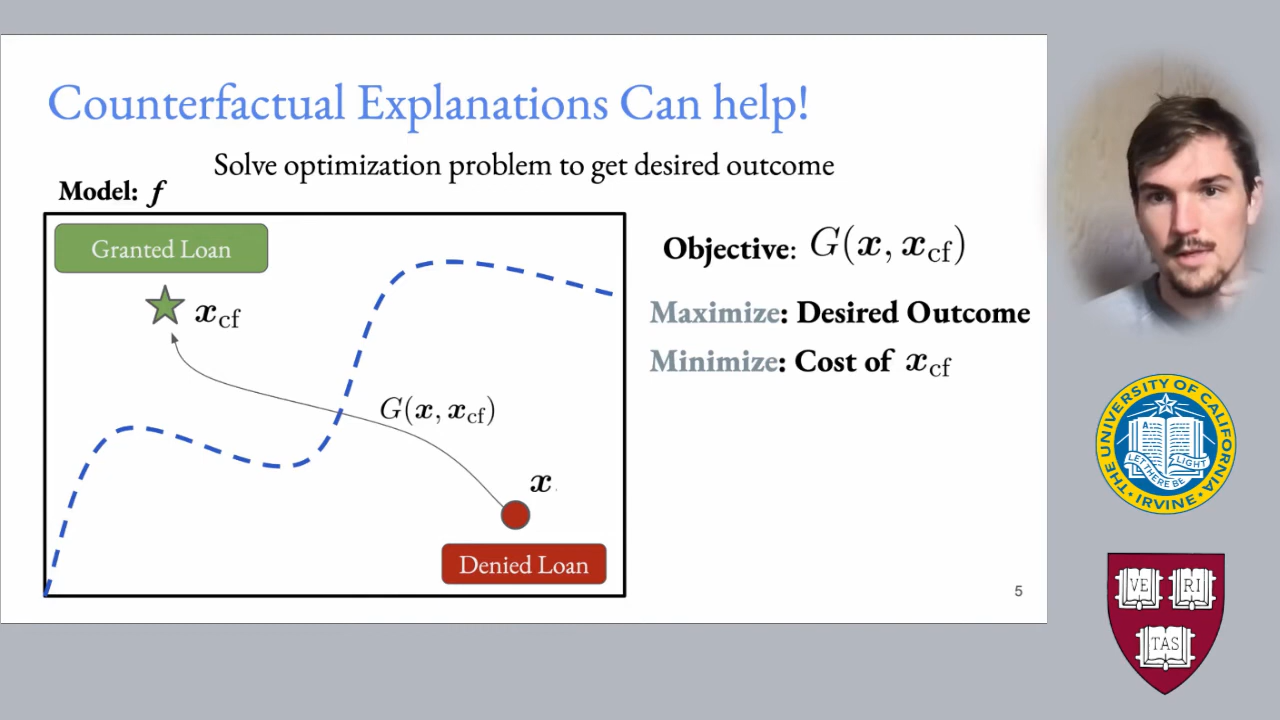 Counterfactual Explanations Can help!
Solve optimization problem to get desired outcome
Model: f
Granted Loan
x_cf
G(x, x_cf)
x
Denied Loan
Objective: G(x, x_cf)
Maximize: Desired Outcome
Minimize: Cost of x_cf
5
THE UNIVERSITY OF CALIFORNIA
LET THERE BE LIGHT
IRVINE
VE RI
TAS